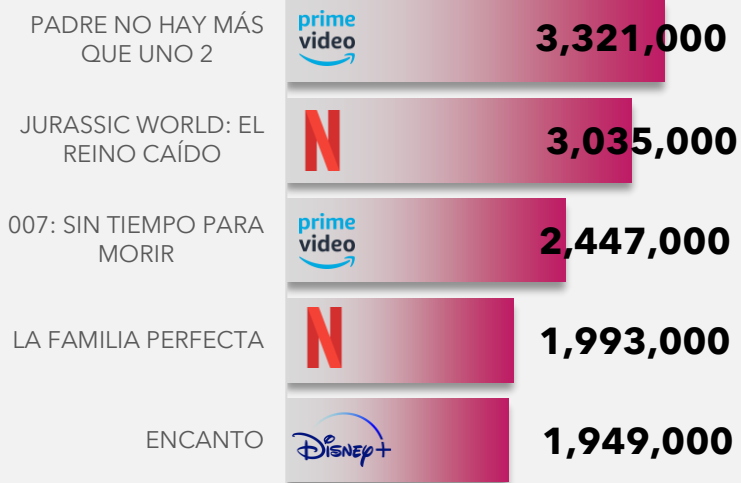 PADRE NO HAY MÁS
QUE UNO 2
prime
video
3,321,000
JURASSIC WORLD: EL
REINO CAÍDO
N
3,035,000
007: SIN TIEMPO PARA
MORIR
prime
video
2,447,000
LA FAMILIA PERFECTA
N
1,993,000
ENCANTO
Disney+
1,949,000